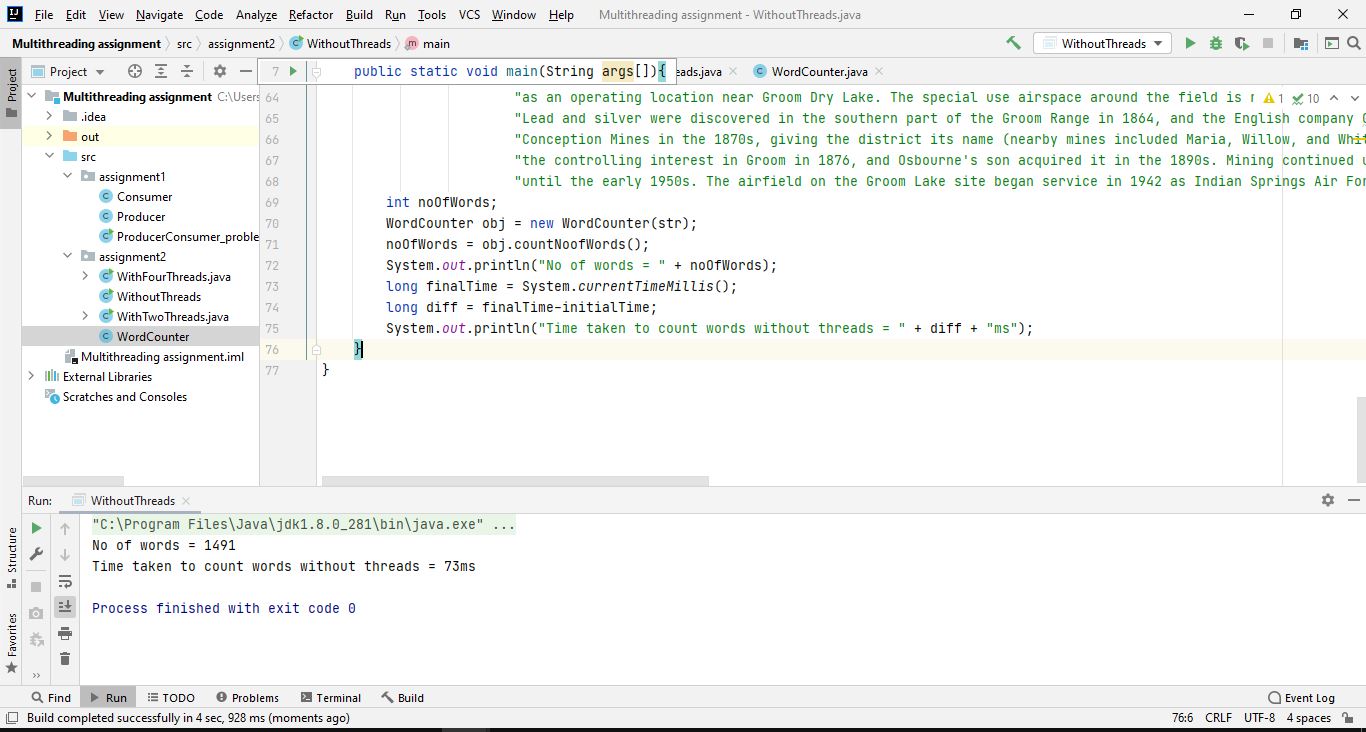 File Edit View Navigate Code Analyze Refactor Build Run Tools VCS Window Help Multithreading assignment - WithoutThreads.java
Multithreading assignment src assignment2 WithoutThreads main WithoutThreads
Project
7 public static void main(String args[]){ eads.java WordCounter.java
Project
Multithreading assignment C:\Users
.idea
out
src
assignment1
Consumer
Producer
ProducerConsumer_proble
assignment2
WithFourThreads.java
WithoutThreads
WithTwoThreads.java
WordCounter
Multithreading assignment.iml
External Libraries
Scratches and Consoles
1 10
64 "as an operating location near Groom Dry Lake. The special use airspace around the field is r
65 "Lead and silver were discovered in the southern part of the Groom Range in 1864, and the English company G
66 "Conception Mines in the 1870s, giving the district its name (nearby mines included Maria, Willow, and Whit
67 "the controlling interest in Groom in 1876, and Osbourne's son acquired it in the 1890s. Mining continued u
68 "until the early 1950s. The airfield on the Groom Lake site began service in 1942 as Indian Springs Air For
69 int noOfWords;
70 WordCounter obj = new WordCounter(str);
71 noOfWords = obj.countNoofWords();
72 System.out.println("No of words = " + noOfWords);
73 long finalTime = System.currentTimeMillis();
74 long diff = finalTime-initialTime;
75 System.out.println("Time taken to count words without threads = " + diff + "ms");
76 }
77 }
Run: WithoutThreads
"C:\Program Files\Java\jdk1.8.0_281\bin\java.exe" ...
No of words = 1491
Time taken to count words without threads = 73ms
Process finished with exit code 0
Structure
Favorites
Find Run TODO Problems Terminal Build Event Log
Build completed successfully in 4 sec, 928 ms (moments ago) 76:6 CRLF UTF-8 4 spaces